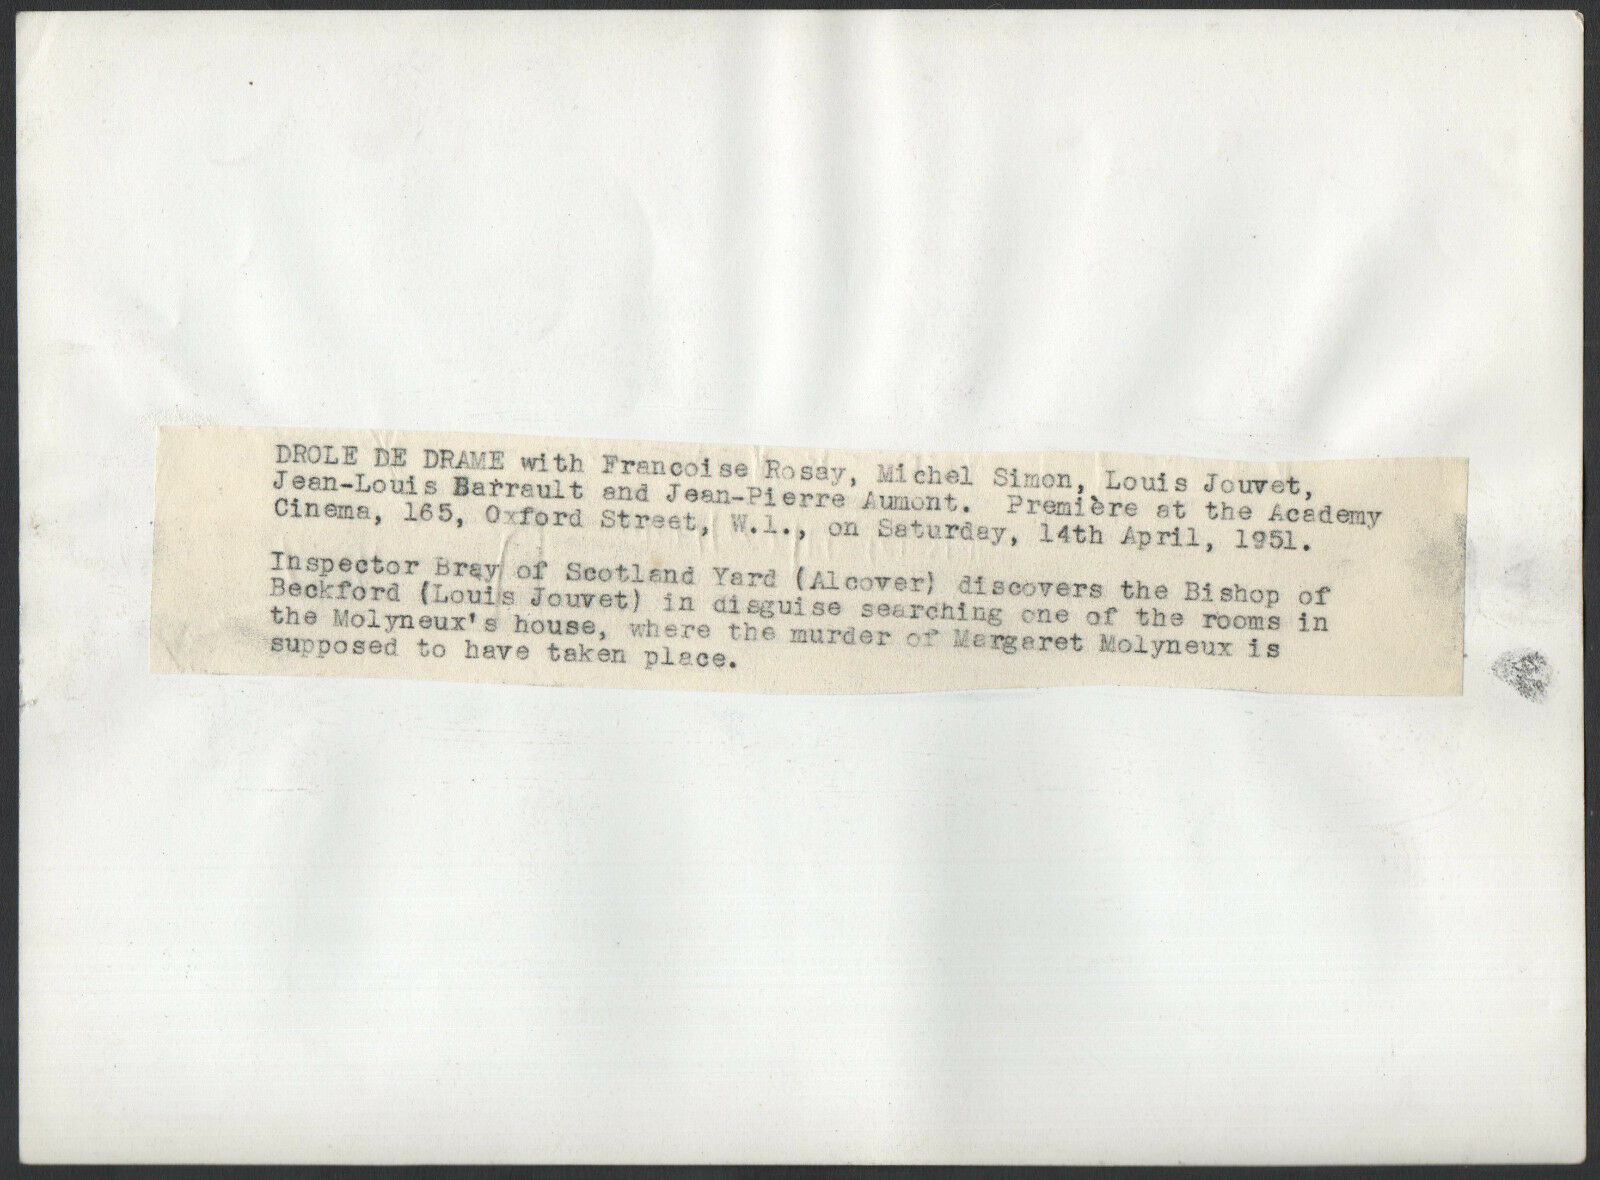 DROLE DE DRAME with Francoise Rosay, Michel Simon, Louis Jouvet,
Jean-Louis Barrault and Jean-Pierre Aumont. Première at the Academy
Cinema, 165, Oxford Street, W.1., on Saturday, 14th April, 1951.
Inspector Bray of Scotland Yard (Alcover) discovers the Bishop of
Beckford (Louis Jouvet) in disguise searching one of the rooms in
the Molyneux's house, where the murder of Margaret Molyneux is
supposed to have taken place.